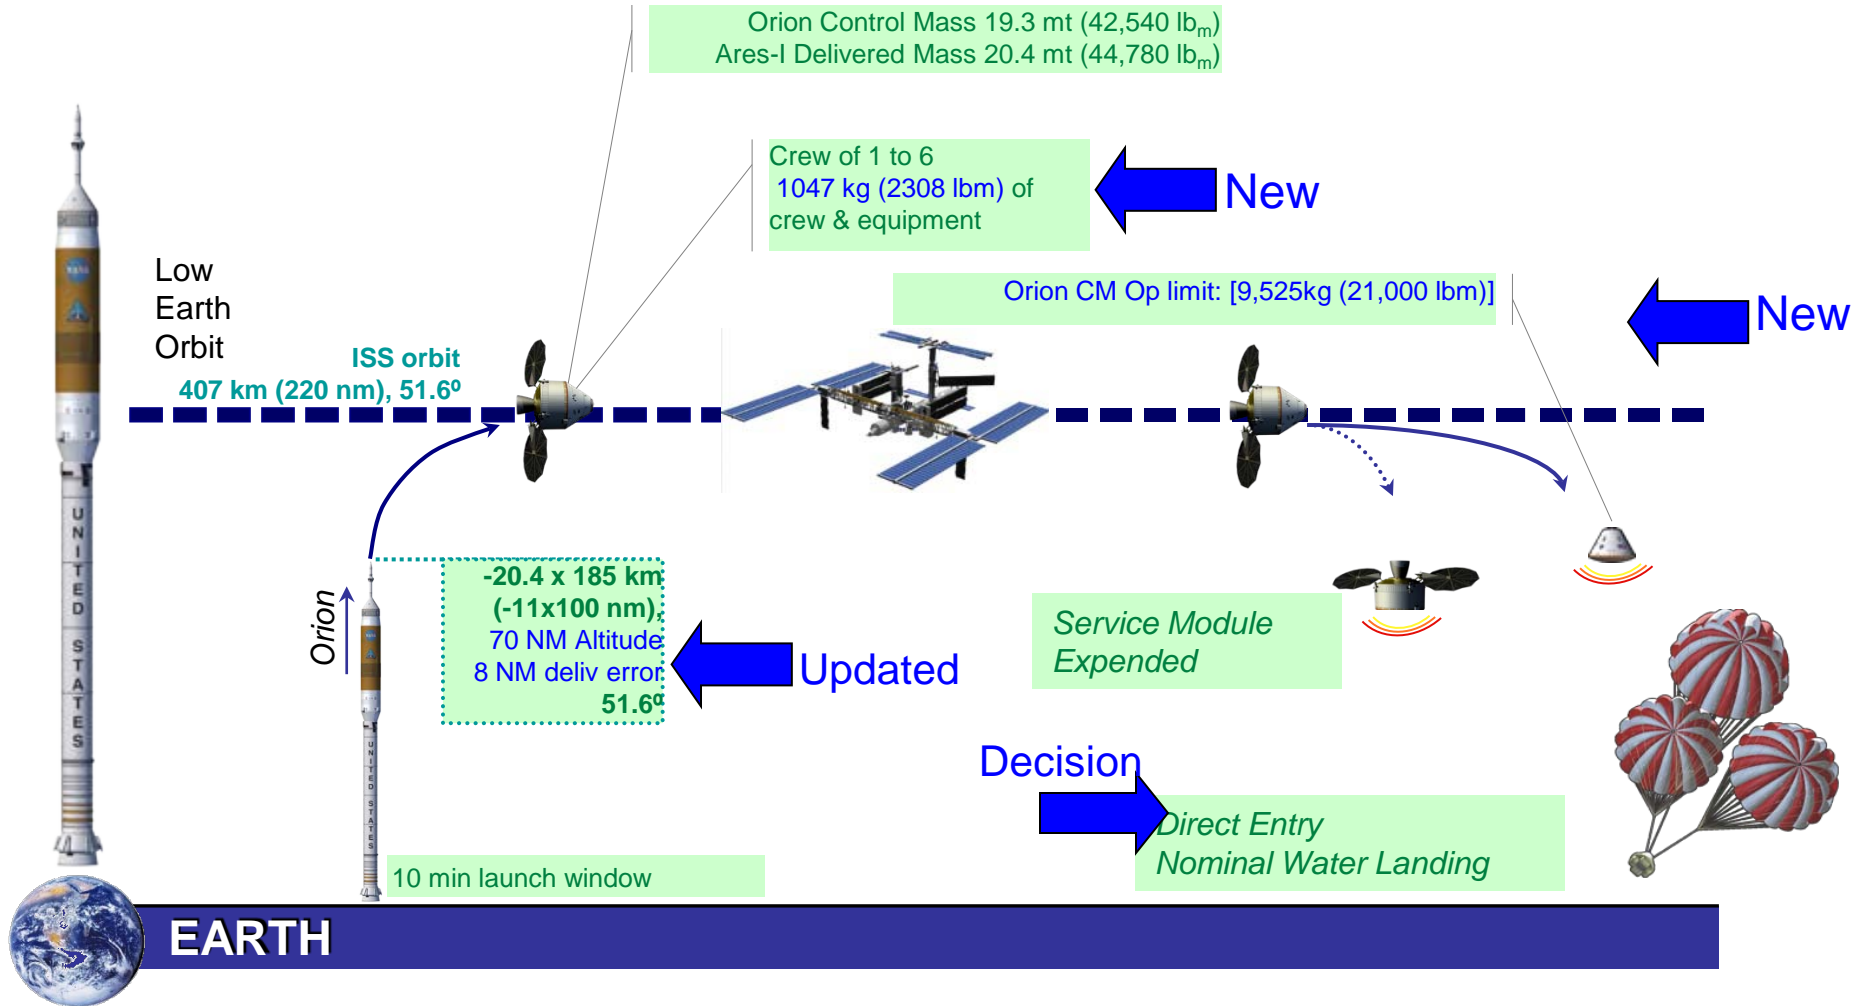 Orion Control Mass 19.3 mt (42,540 lbm)
Ares-I Delivered Mass 20.4 mt (44,780 lbm)
Crew of 1 to 6
1047 kg (2308 lbm) of
crew & equipment
New
Low
Earth
Orbit
Orion CM Op limit: [9,525kg (21,000 lbm)]
New
ISS orbit
407 km (220 nm), 51.6º
UNITED STATES
Orion
-20.4 x 185 km
(-11x100 nm),
70 NM Altitude
8 NM deliv error
51.6º
Updated
UNITED STATES
Service Module
Expended
Decision
Direct Entry
Nominal Water Landing
10 min launch window
EARTH